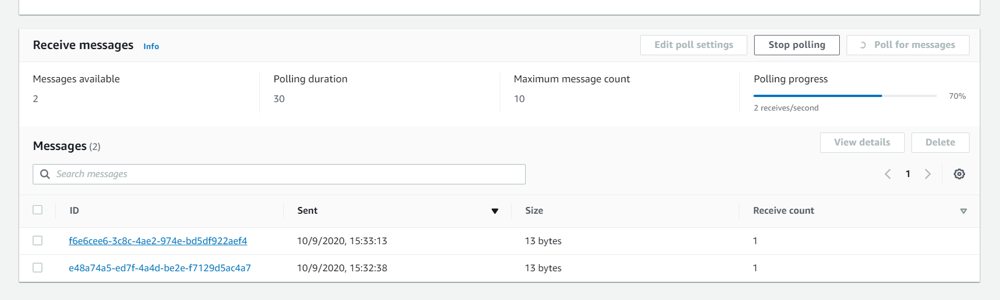 Receive messages Info Edit poll settings Stop polling Poll for messages
Messages available Polling duration Maximum message count Polling progress
2 30 10 70%
2 receives/second
Messages (2) View details Delete
Search messages 1
ID Sent Size Receive count
f6e6cee6-3c8c-4ae2-974e-bd5df922aef4 10/9/2020, 15:33:13 13 bytes 1
e48a74a5-ed7f-4a4d-be2e-f7129d5ac4a7 10/9/2020, 15:32:38 13 bytes 1